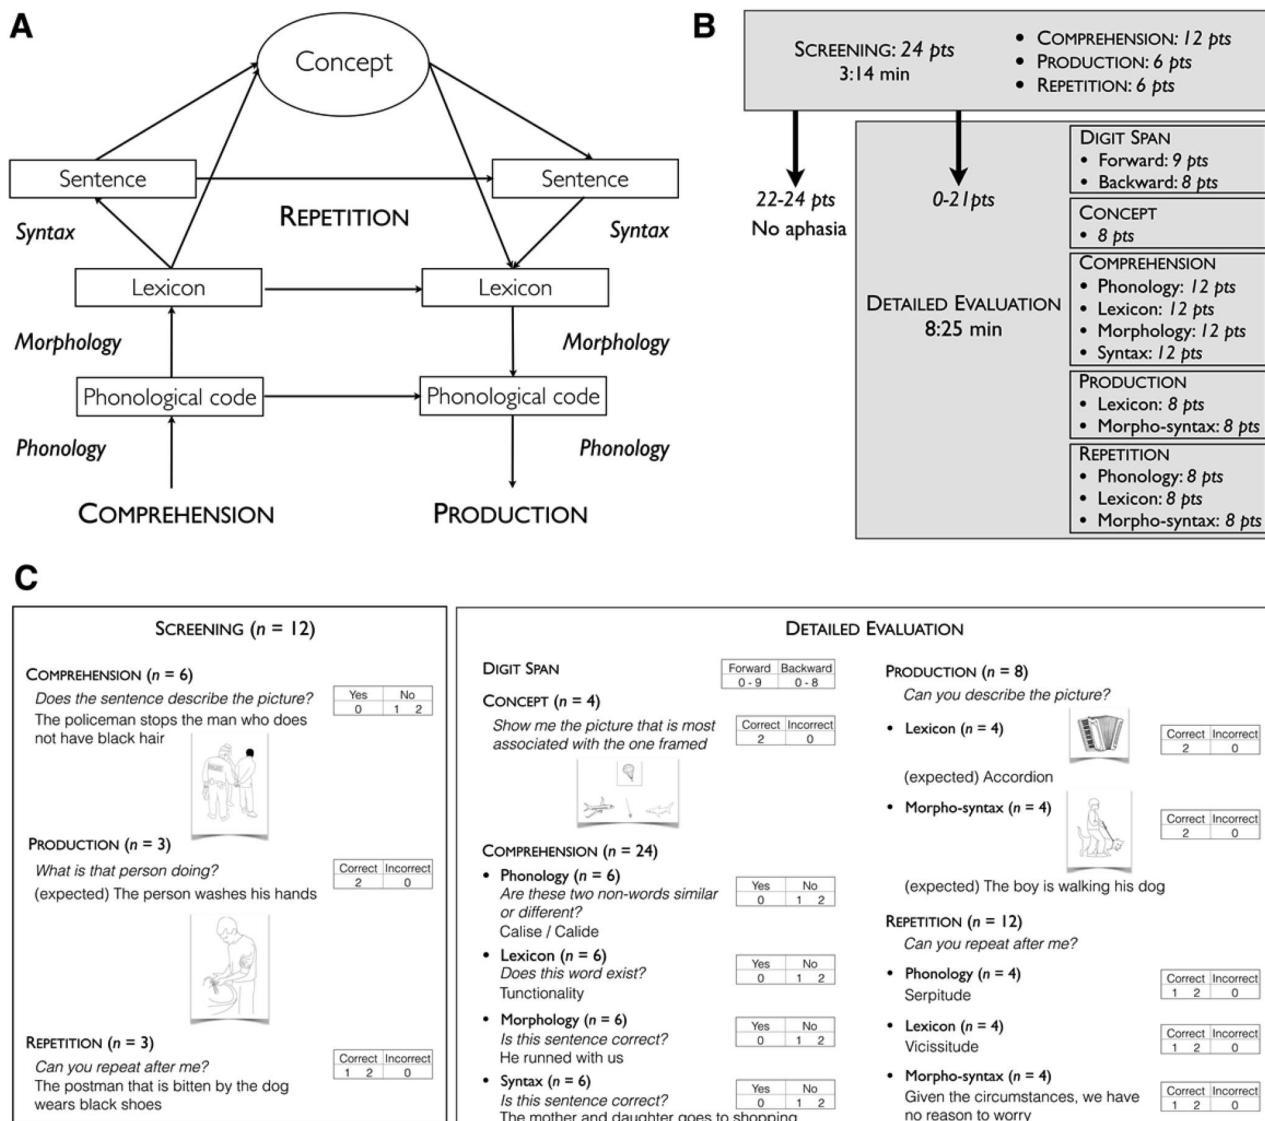 A
Concept
Sentence
Sentence
REPETITION
Syntax
Syntax
Lexicon
Lexicon
Morphology
Morphology
Phonological code
Phonological code
Phonology
Phonology
COMPREHENSION
PRODUCTION
B
SCREENING: 24 pts
3:14 min
• COMPREHENSION: 12 pts
• PRODUCTION: 6 pts
• REPETITION: 6 pts
22-24 pts
No aphasia
0-21pts
DETAILED EVALUATION
8:25 min
DIGIT SPAN
• Forward: 9 pts
• Backward: 8 pts
CONCEPT
• 8 pts
COMPREHENSION
• Phonology: 12 pts
• Lexicon: 12 pts
• Morphology: 12 pts
• Syntax: 12 pts
PRODUCTION
• Lexicon: 8 pts
• Morpho-syntax: 8 pts
REPETITION
• Phonology: 8 pts
• Lexicon: 8 pts
• Morpho-syntax: 8 pts
C
SCREENING (n = 12)
COMPREHENSION (n = 6)
Does the sentence describe the picture?
The policeman stops the man who does
not have black hair
Yes No
0 1 2
PRODUCTION (n = 3)
What is that person doing?
(expected) The person washes his hands
Correct Incorrect
2 0
REPETITION (n = 3)
Can you repeat after me?
The postman that is bitten by the dog
wears black shoes
Correct Incorrect
1 2 0
DETAILED EVALUATION
DIGIT SPAN
Forward Backward
0 - 9 0 - 8
CONCEPT (n = 4)
Show me the picture that is most
associated with the one framed
Correct Incorrect
2 0
COMPREHENSION (n = 24)
• Phonology (n = 6)
Are these two non-words similar
or different?
Calise / Calide
Yes No
0 1 2
• Lexicon (n = 6)
Does this word exist?
Tunctionality
Yes No
0 1 2
• Morphology (n = 6)
Is this sentence correct?
He runned with us
Yes No
0 1 2
• Syntax (n = 6)
Is this sentence correct?
The mother and daughter goes to shopping
Yes No
0 1 2
PRODUCTION (n = 8)
Can you describe the picture?
• Lexicon (n = 4)
(expected) Accordion
Correct Incorrect
2 0
• Morpho-syntax (n = 4)
(expected) The boy is walking his dog
Correct Incorrect
2 0
REPETITION (n = 12)
Can you repeat after me?
• Phonology (n = 4)
Serpitude
Correct Incorrect
1 2 0
• Lexicon (n = 4)
Vicissitude
Correct Incorrect
1 2 0
• Morpho-syntax (n = 4)
Given the circumstances, we have
no reason to worry
Correct Incorrect
1 2 0